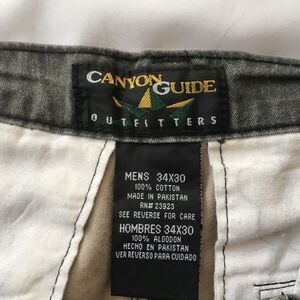 CANYON GUIDE
OUTFITTERS
MENS 34X30
100% COTTON
MADE IN PAKISTAN
RN# 23923
SEE REVERSE FOR CARE
HOMBRES 34X30
100% ALGODON
HECHO EN PAKISTAN
VER REVERSO PARA CUIDADO